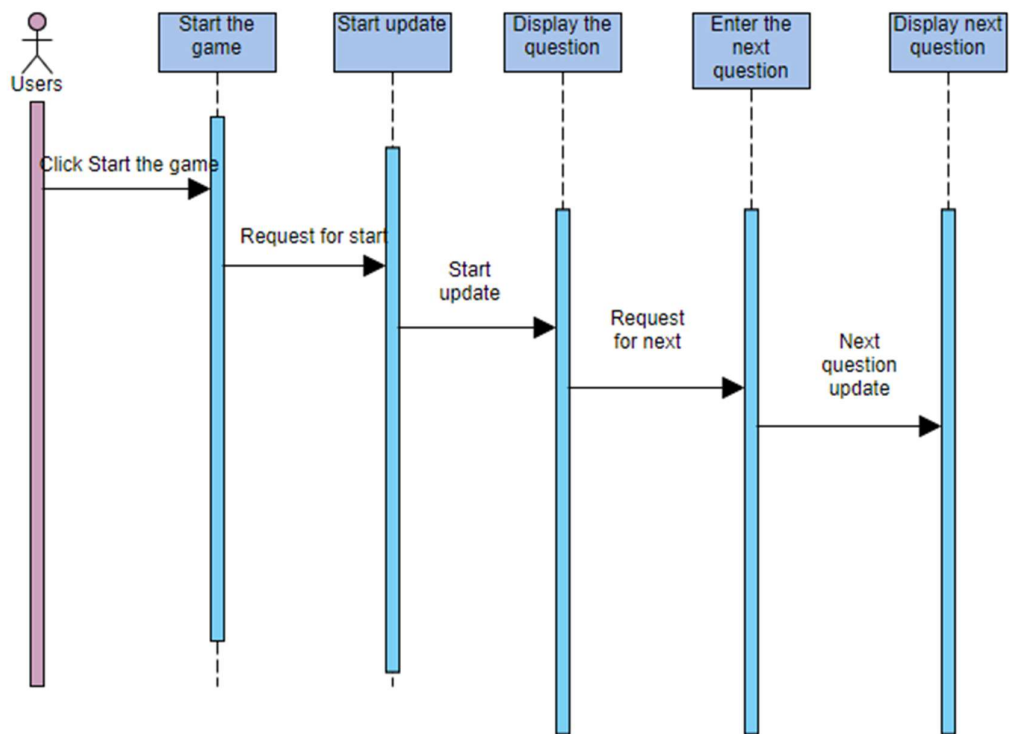 Users
Start the
game
Start update
Display the
question
Enter the
next
question
Display next
question
Click Start the game
Request for start
Start
update
Request
for next
Next
question
update